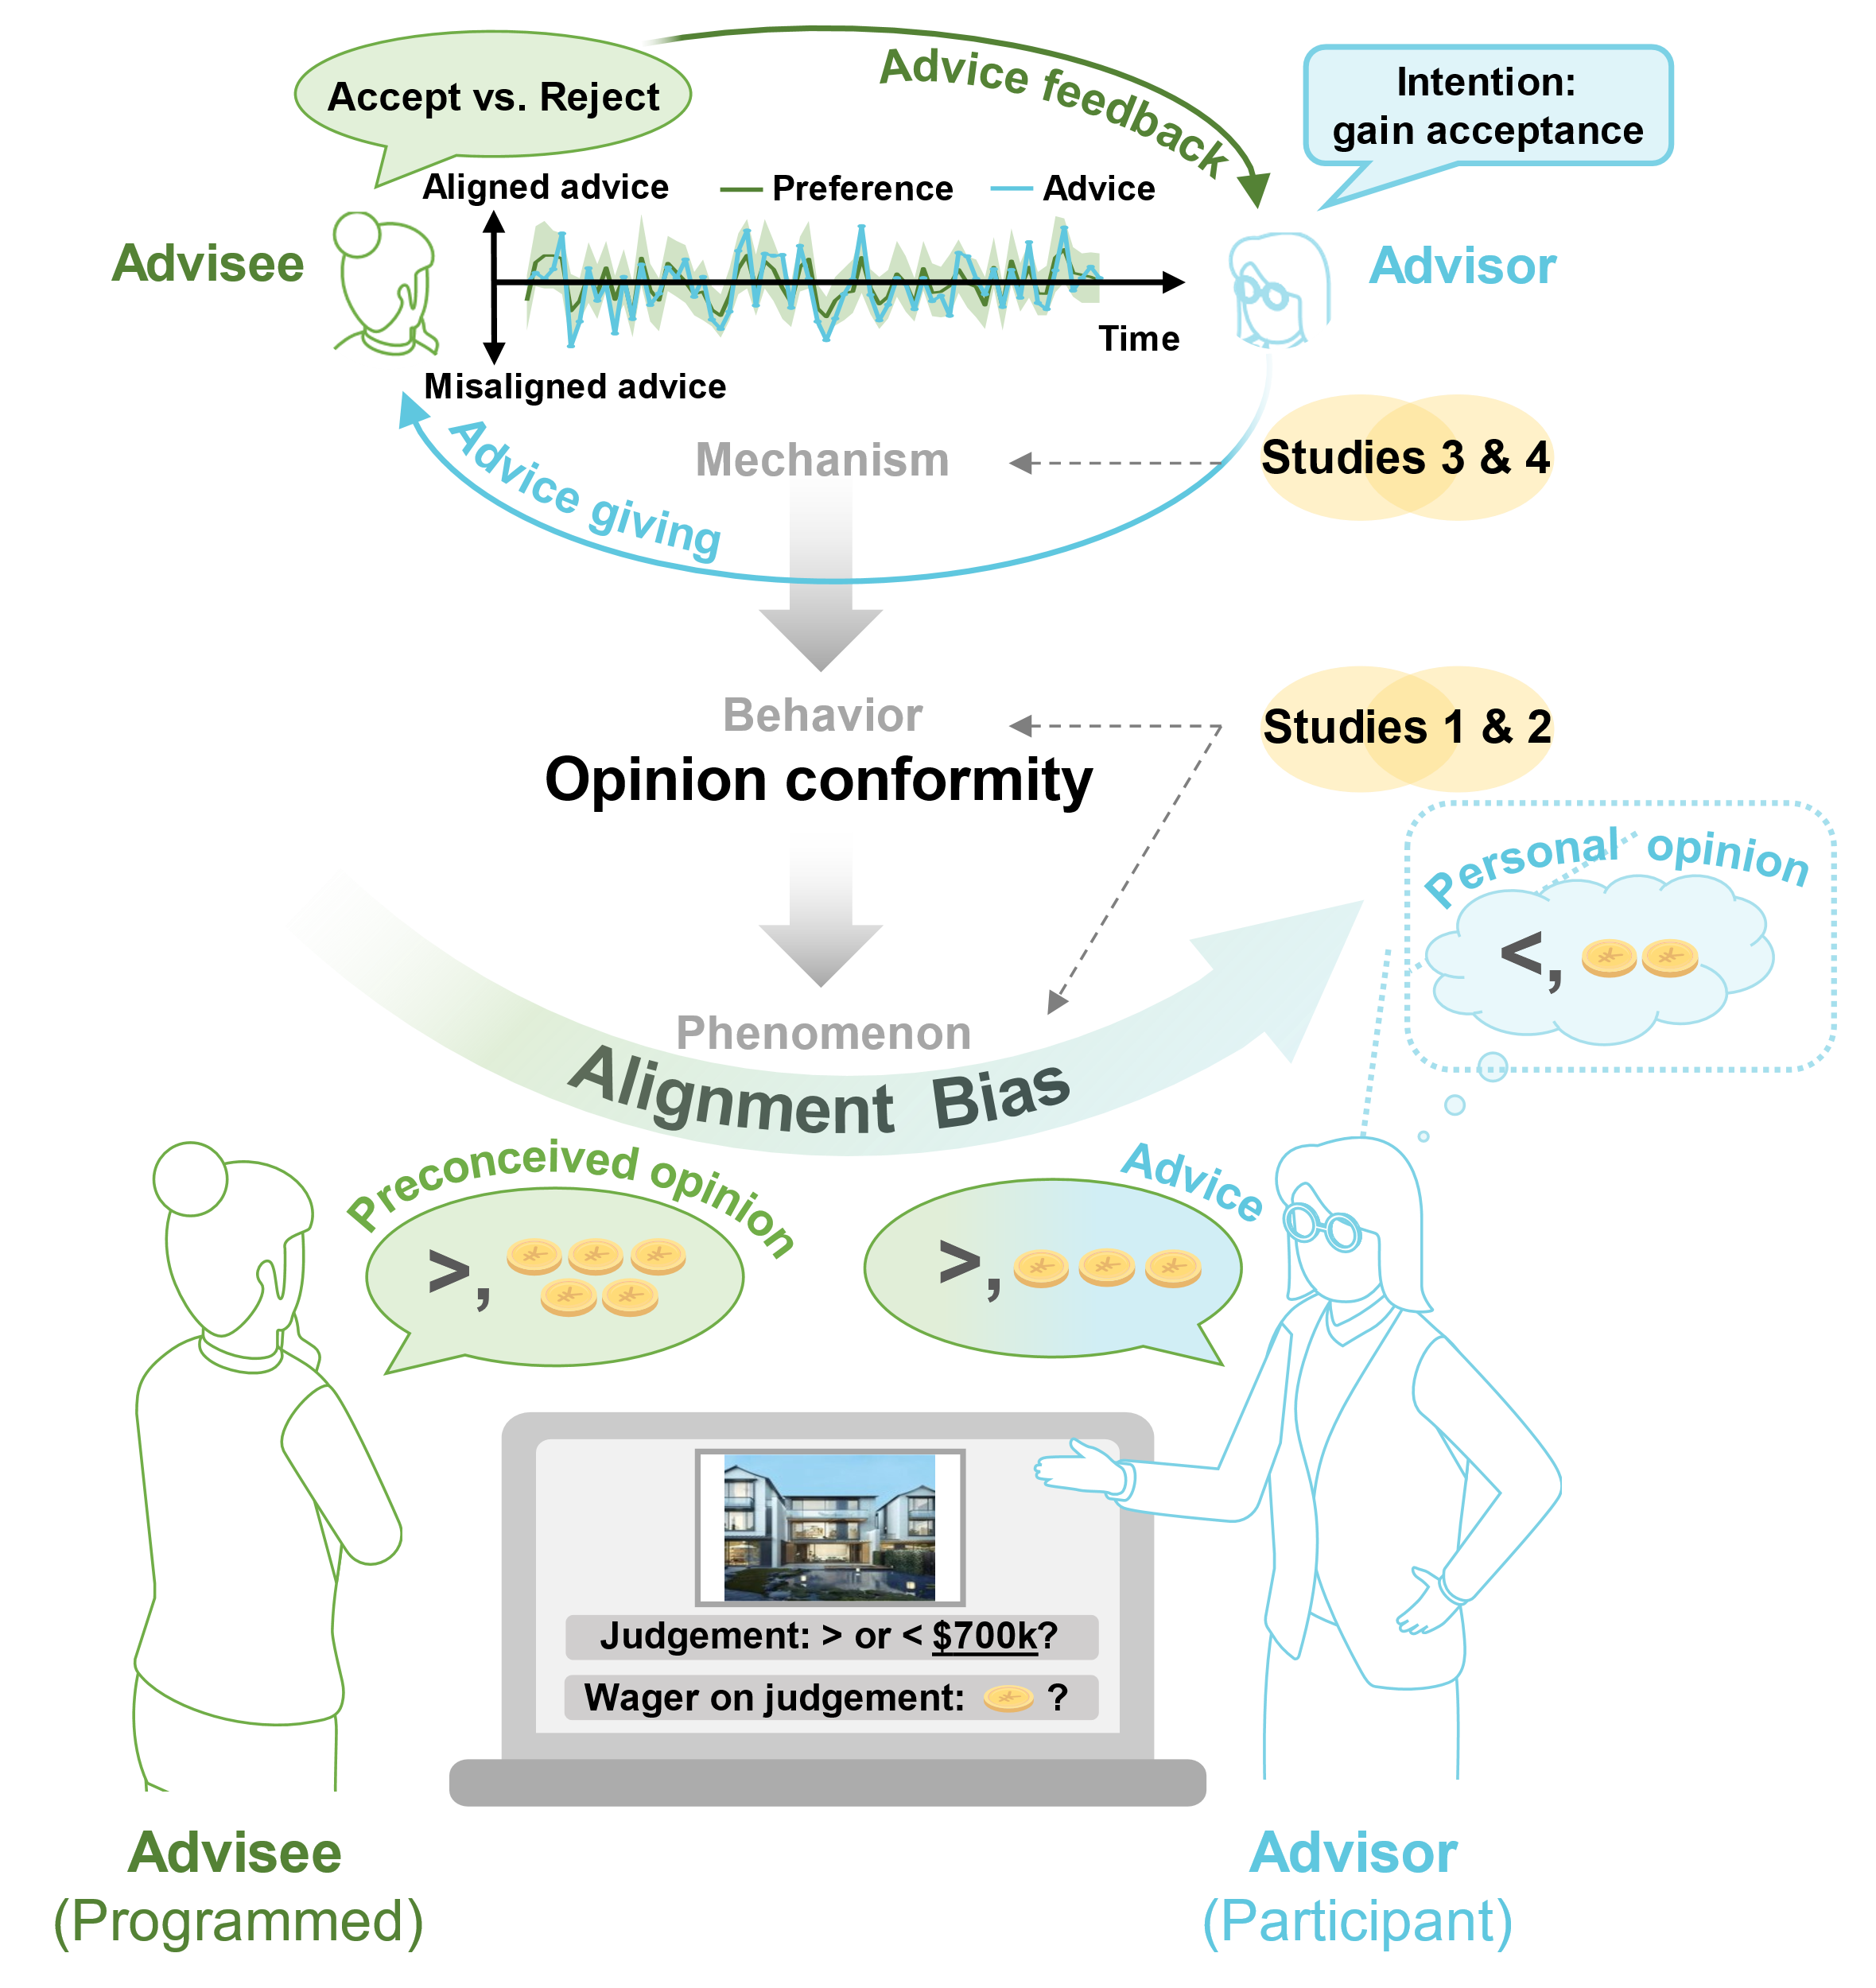 Accept vs. Reject
Advice feedback
Intention:
gain acceptance
Aligned advice
Preference
Advice
Advisee
Advisor
Time
Misaligned advice
Advice giving
Mechanism
Studies 3 & 4
Behavior
Opinion conformity
Studies 1 & 2
Personal opinion
<,
Phenomenon
Alignment Bias
Preconceived opinion
Advice
>,
>,
Judgement: > or < $700k?
Wager on judgement: ?
Advisee
(Programmed)
Advisor
(Participant)